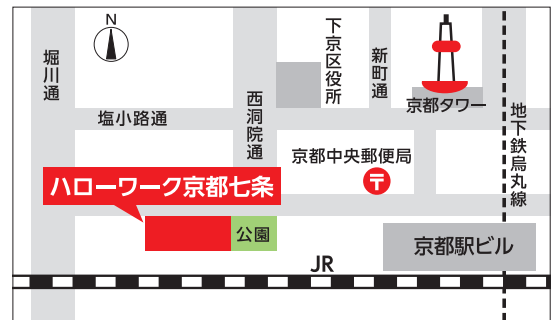 N
堀川通
下京区役所
新町通
京都タワー
西洞院通
塩小路通
地下鉄烏丸線
京都中央郵便局
〒
ハローワーク京都七条
公園
京都駅ビル
JR